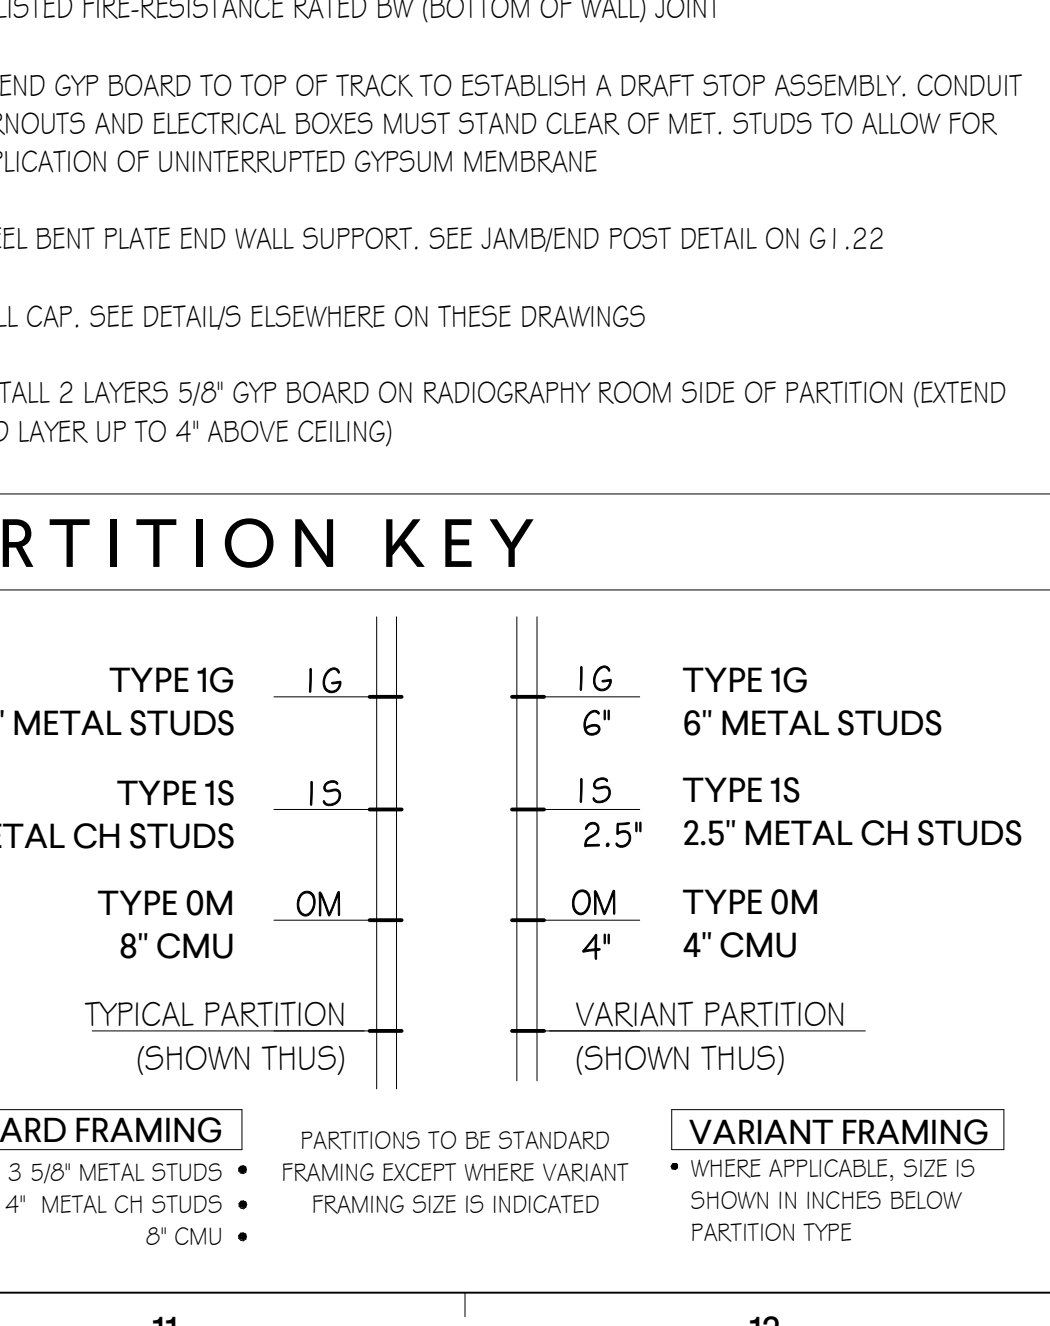 LISTED FIRE-RESISTANCE RATED BW (BOTTOM OF WALL) JOINT
END GYP BOARD TO TOP OF TRACK TO ESTABLISH A DRAFT STOP ASSEMBLY. CONDUIT
RNOUTS AND ELECTRICAL BOXES MUST STAND CLEAR OF MET. STUDS TO ALLOW FOR
PLICATION OF UNINTERRUPTED GYPSUM MEMBRANE
EEL BENT PLATE END WALL SUPPORT. SEE JAMB/END POST DETAIL ON G1.22
LL CAP. SEE DETAIL/S ELSEWHERE ON THESE DRAWINGS
TALL 2 LAYERS 5/8" GYP BOARD ON RADIOGRAPHY ROOM SIDE OF PARTITION (EXTEND
D LAYER UP TO 4" ABOVE CEILING)
RTITION KEY
TYPE 1G
" METAL STUDS
1G
TYPE 1S
ETAL CH STUDS
1S
TYPE 0M
8" CMU
0M
TYPICAL PARTITION
(SHOWN THUS)
1G
6"
TYPE 1G
6" METAL STUDS
1S
2.5"
TYPE 1S
2.5" METAL CH STUDS
0M
4"
TYPE 0M
4" CMU
VARIANT PARTITION
(SHOWN THUS)
ARD FRAMING
3 5/8" METAL STUDS •
4" METAL CH STUDS •
8" CMU •
PARTITIONS TO BE STANDARD
FRAMING EXCEPT WHERE VARIANT
FRAMING SIZE IS INDICATED
VARIANT FRAMING
• WHERE APPLICABLE, SIZE IS
SHOWN IN INCHES BELOW
PARTITION TYPE
11
12